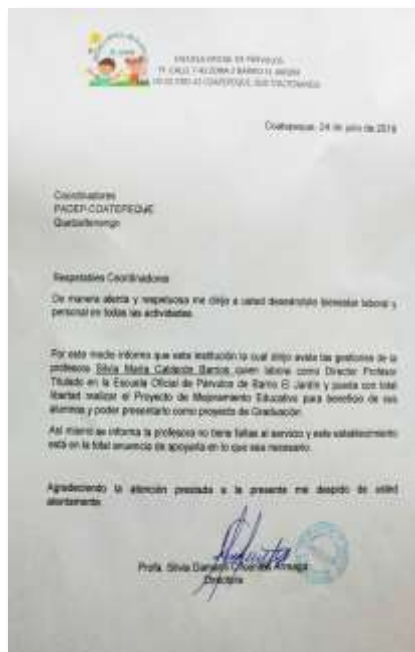 ESCUELA OFICIAL DE PÁRVULOS
Coatepeque, 24 de julio de 2019
Coordinadores
PADEP-COATEPEQUE
Quetzaltenango
Respetables Coordinadores
De manera atenta y respetuosa me dirijo a usted deseándole bienestar laboral y
personal en todas las actividades.
Por este medio informo que esta institución la cual dirijo avala las gestiones de la
profesora Silvia María Calderón Barrios quien labora como Director Profesor
Titulado en la Escuela Oficial de Párvulos de Barrio El Jardín y pueda con total
libertad realizar el Proyecto de Mejoramiento Educativo para beneficio de sus
alumnos y poder presentarlo como proyecto de Graduación.
Así mismo se informa la profesora no tiene faltas al servicio y este establecimiento
está en la total anuencia de apoyarla en lo que sea necesario.
Agradeciendo la atención prestada a la presente me despido de usted
atentamente.
Profa. Silvia
Directora